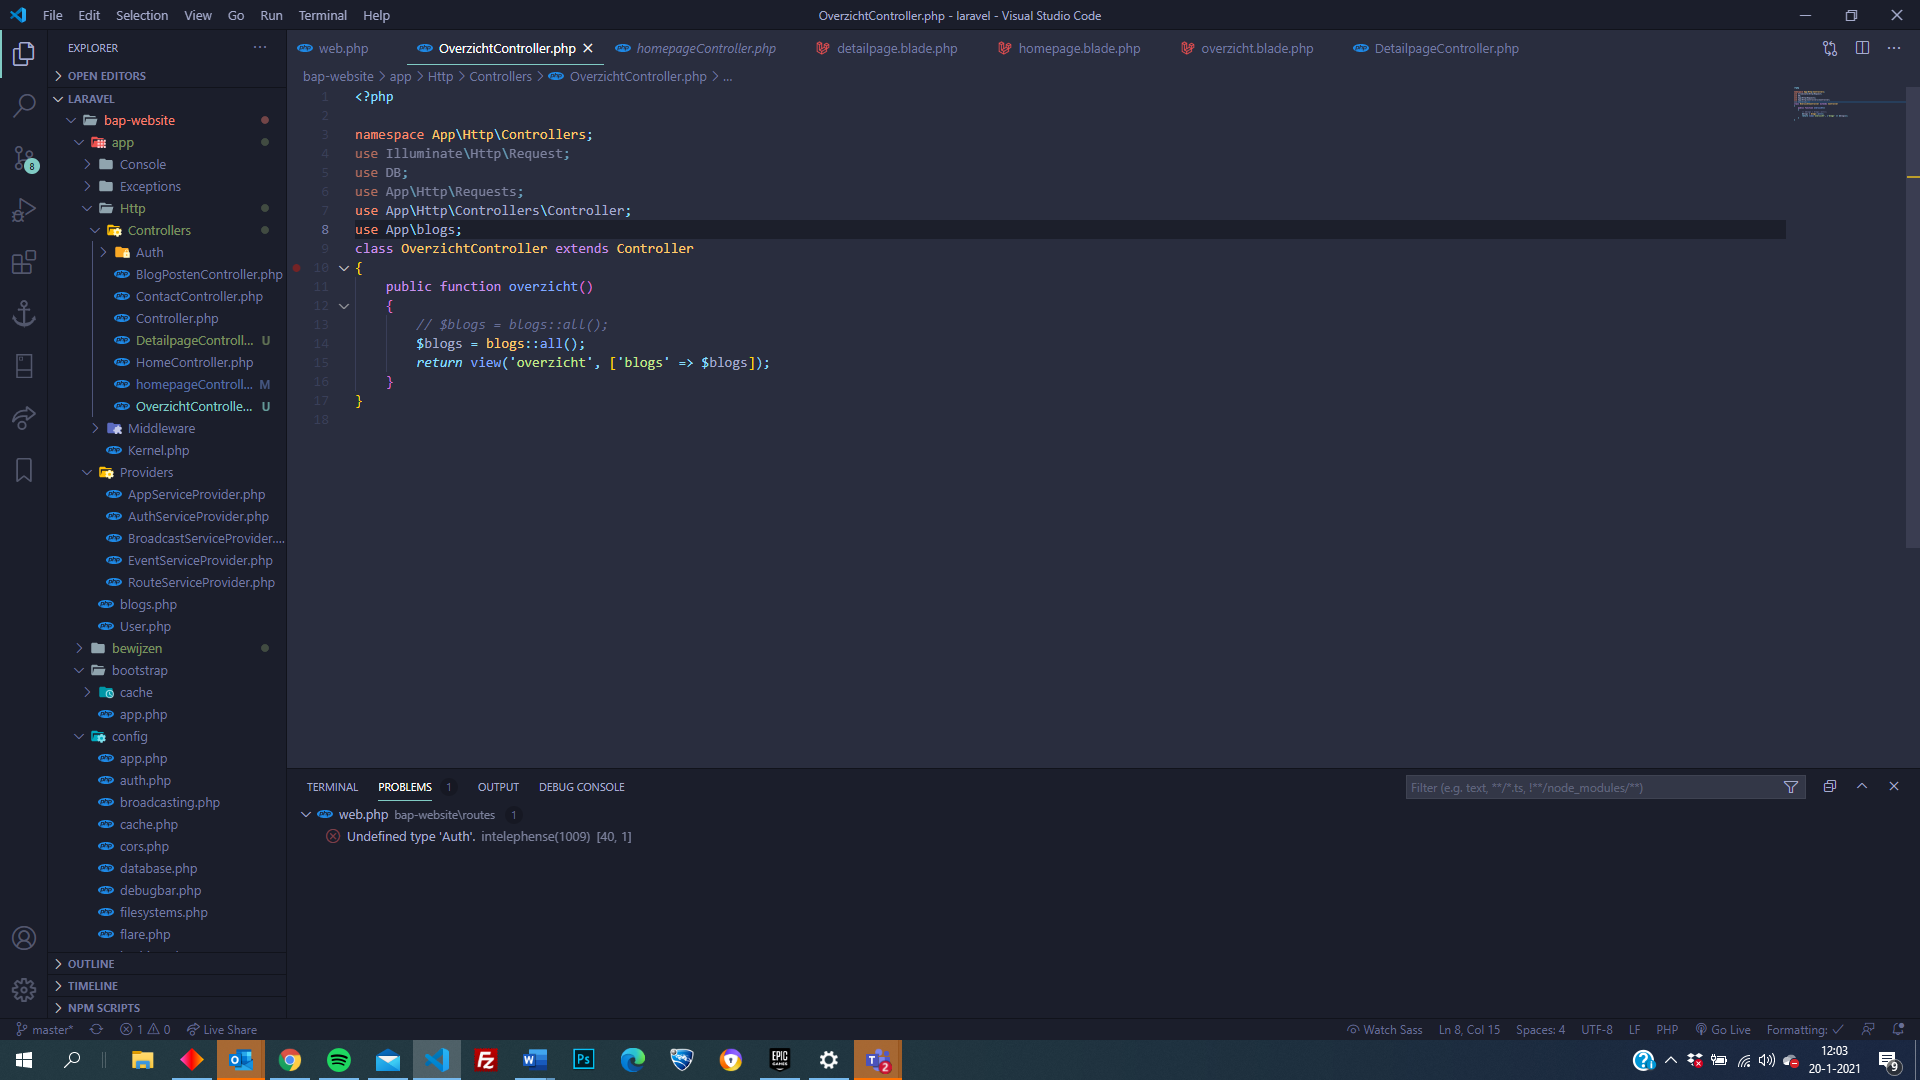 File Edit Selection View Go Run Terminal Help
OverzichtController.php - laravel - Visual Studio Code
EXPLORER
OPEN EDITORS
LARAVEL
bap-website
app
Console
Exceptions
Http
Controllers
Auth
BlogPostenController.php
ContactController.php
Controller.php
DetailpageControll... U
HomeController.php
homepageControll... M
OverzichtControlle... U
Middleware
Kernel.php
Providers
AppServiceProvider.php
AuthServiceProvider.php
BroadcastServiceProvider....
EventServiceProvider.php
RouteServiceProvider.php
blogs.php
User.php
bewijzen
bootstrap
cache
app.php
config
app.php
auth.php
broadcasting.php
cache.php
cors.php
database.php
debugbar.php
filesystems.php
flare.php
OUTLINE
TIMELINE
NPM SCRIPTS
8
web.php OverzichtController.php homepageController.php detailpage.blade.php homepage.blade.php overzicht.blade.php DetailpageController.php
bap-website > app > Http > Controllers > OverzichtController.php > ...
1 <?php
2
3 namespace App\Http\Controllers;
4 use Illuminate\Http\Request;
5 use DB;
6 use App\Http\Requests;
7 use App\Http\Controllers\Controller;
8 use App\blogs;
9 class OverzichtController extends Controller
10 {
11 public function overzicht()
12 {
13 // $blogs = blogs::all();
14 $blogs = blogs::all();
15 return view('overzicht', ['blogs' => $blogs]);
16 }
17 }
18
TERMINAL PROBLEMS 1 OUTPUT DEBUG CONSOLE
Filter (e.g. text, **/*.ts, !**/node_modules/**)
web.php bap-website\routes 1
Undefined type 'Auth'. intelephense(1009) [40, 1]
master* 1 0 Live Share
Watch Sass Ln 8, Col 15 Spaces: 4 UTF-8 LF PHP Go Live Formatting: ✓
12:03
20-1-2021
9
2
EPIC GAMES
Ps